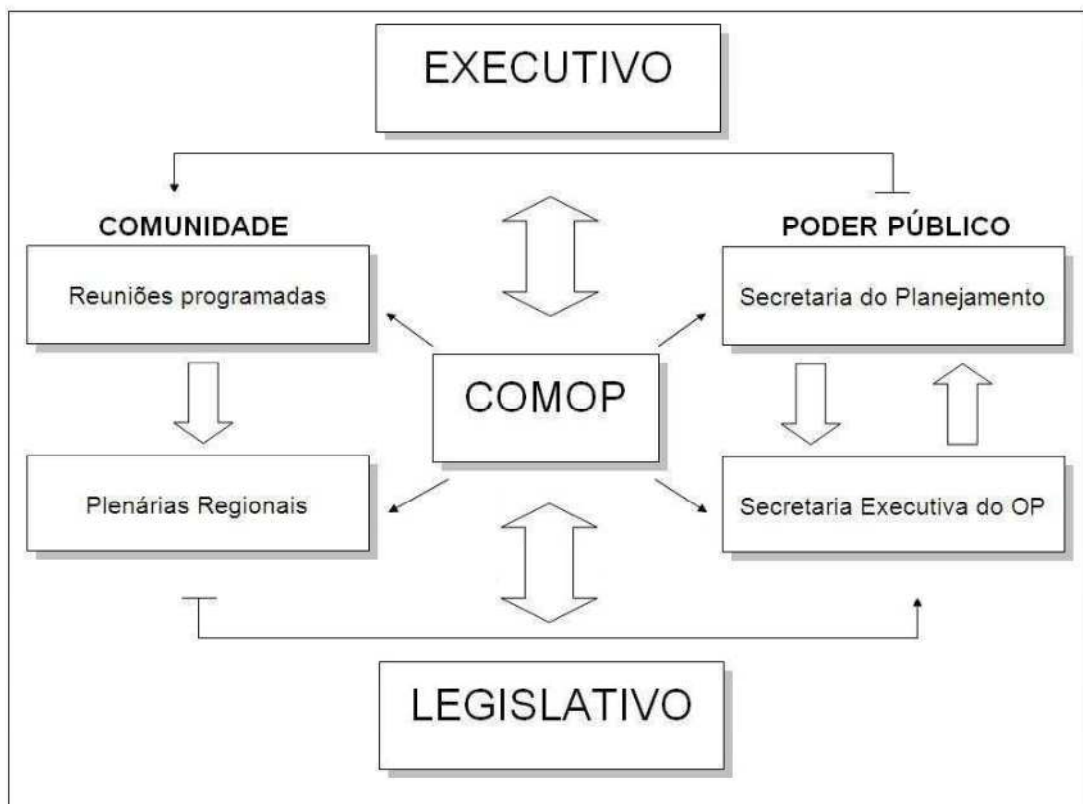 EXECUTIVO
COMUNIDADE
PODER PÚBLICO
Reuniões programadas
Secretaria do Planejamento
COMOP
Plenárias Regionais
Secretaria Executiva do OP
LEGISLATIVO